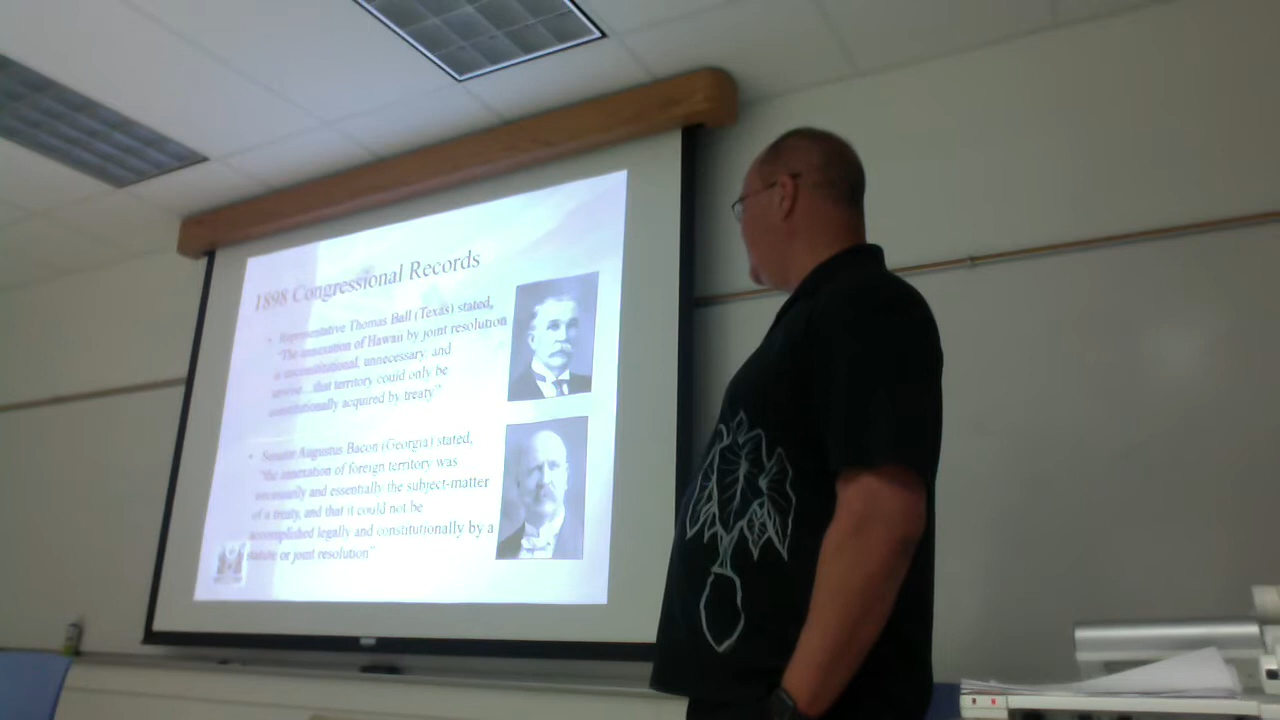 1898 Congressional Records
• Representative Thomas Ball (Texas) stated,
"The annexation of Hawaii by joint resolution
is unconstitutional, unnecessary, and
unwise... that territory could only be
constitutionally acquired by treaty"
• Senator Augustus Bacon (Georgia) stated,
"the annexation of foreign territory was
necessarily and essentially the subject-matter
of a treaty, and that it could not be
accomplished legally and constitutionally by a
statute or joint resolution"